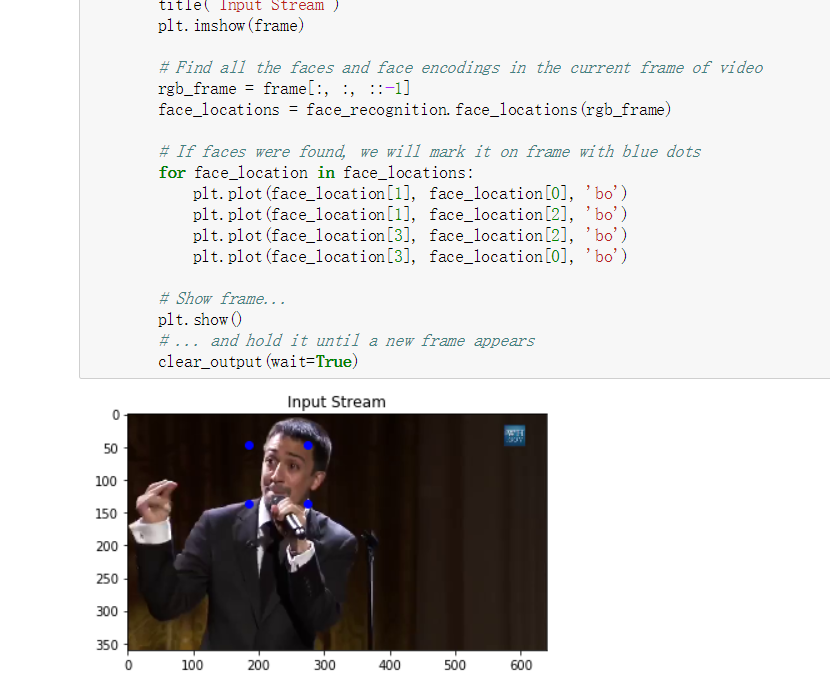 title( Input Stream )
plt.imshow(frame)
# Find all the faces and face encodings in the current frame of video
rgb_frame = frame[:, :, ::-1]
face_locations = face_recognition.face_locations(rgb_frame)
# If faces were found, we will mark it on frame with blue dots
for face_location in face_locations:
plt.plot(face_location[1], face_location[0], 'bo')
plt.plot(face_location[1], face_location[2], 'bo')
plt.plot(face_location[3], face_location[2], 'bo')
plt.plot(face_location[3], face_location[0], 'bo')
# Show frame...
plt.show()
# ... and hold it until a new frame appears
clear_output(wait=True)
Input Stream
WH
GOV
0
50
100
150
200
250
300
350
0 100 200 300 400 500 600